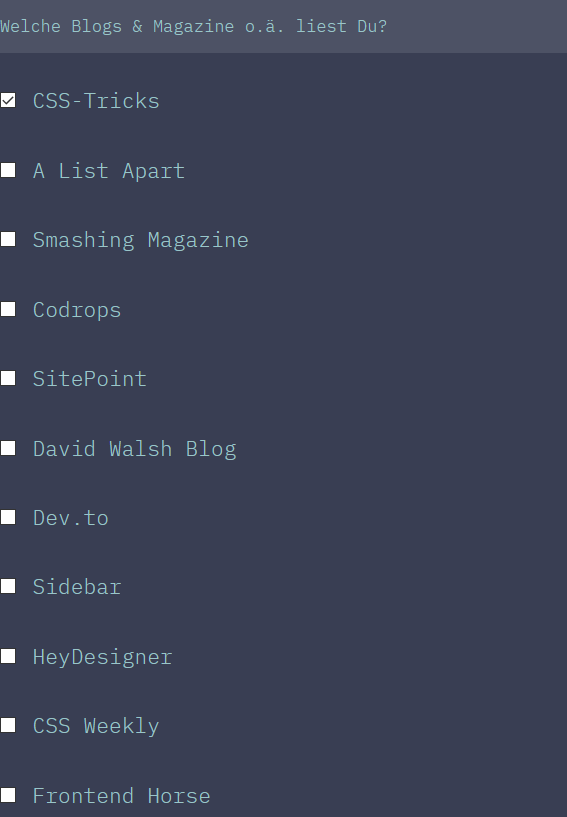 Welche Blogs & Magazine o.ä. liest Du?
CSS-Tricks
A List Apart
Smashing Magazine
Codrops
SitePoint
David Walsh Blog
Dev.to
Sidebar
HeyDesigner
CSS Weekly
Frontend Horse